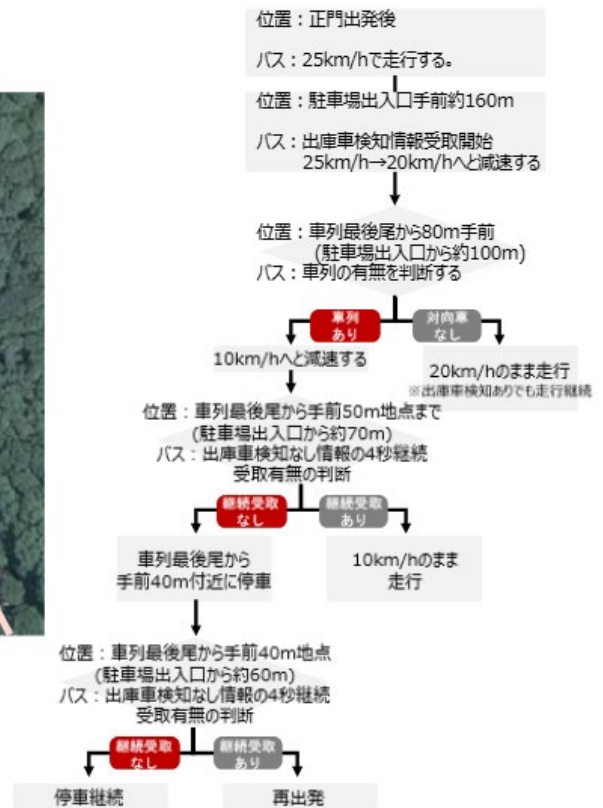 位置：正門出発後
バス：25km/hで走行する。
位置：駐車場出入口手前約160m
バス：出庫車検知情報受取開始
25km/h→20km/hへと減速する
位置：車列最後尾から80m手前
(駐車場出入口から約100m)
バス：車列の有無を判断する
車列
あり
対向車
なし
10km/hへと減速する
20km/hのまま走行
※出庫車検知ありでも走行継続
位置：車列最後尾から手前50m地点まで
(駐車場出入口から約70m)
バス：出庫車検知なし情報の4秒継続
受取有無の判断
継続受取
なし
継続受取
あり
車列最後尾から
手前40m付近に停車
10km/hのまま
走行
位置：車列最後尾から手前40m地点
(駐車場出入口から約60m)
バス：出庫車検知なし情報の4秒継続
受取有無の判断
継続受取
なし
継続受取
あり
停車継続
再出発